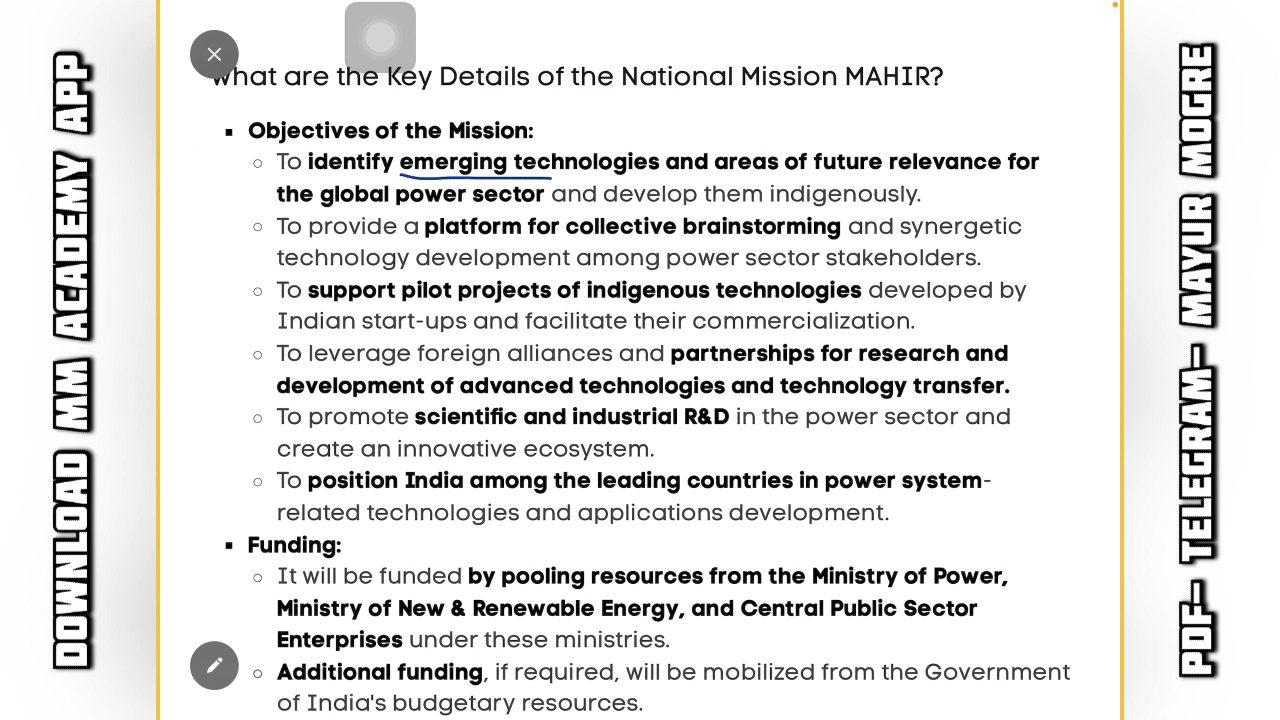 DOWNLOAD MM ACADEMY APP
What are the Key Details of the National Mission MAHIR?
▪ Objectives of the Mission:
○ To identify emerging technologies and areas of future relevance for
the global power sector and develop them indigenously.
○ To provide a platform for collective brainstorming and synergetic
technology development among power sector stakeholders.
○ To support pilot projects of indigenous technologies developed by
Indian start-ups and facilitate their commercialization.
○ To leverage foreign alliances and partnerships for research and
development of advanced technologies and technology transfer.
○ To promote scientific and industrial R&D in the power sector and
create an innovative ecosystem.
○ To position India among the leading countries in power system-
related technologies and applications development.
▪ Funding:
○ It will be funded by pooling resources from the Ministry of Power,
Ministry of New & Renewable Energy, and Central Public Sector
Enterprises under these ministries.
○ Additional funding, if required, will be mobilized from the Government
of India's budgetary resources.
PDF- TELEGRAM- MAYUR MOGRE